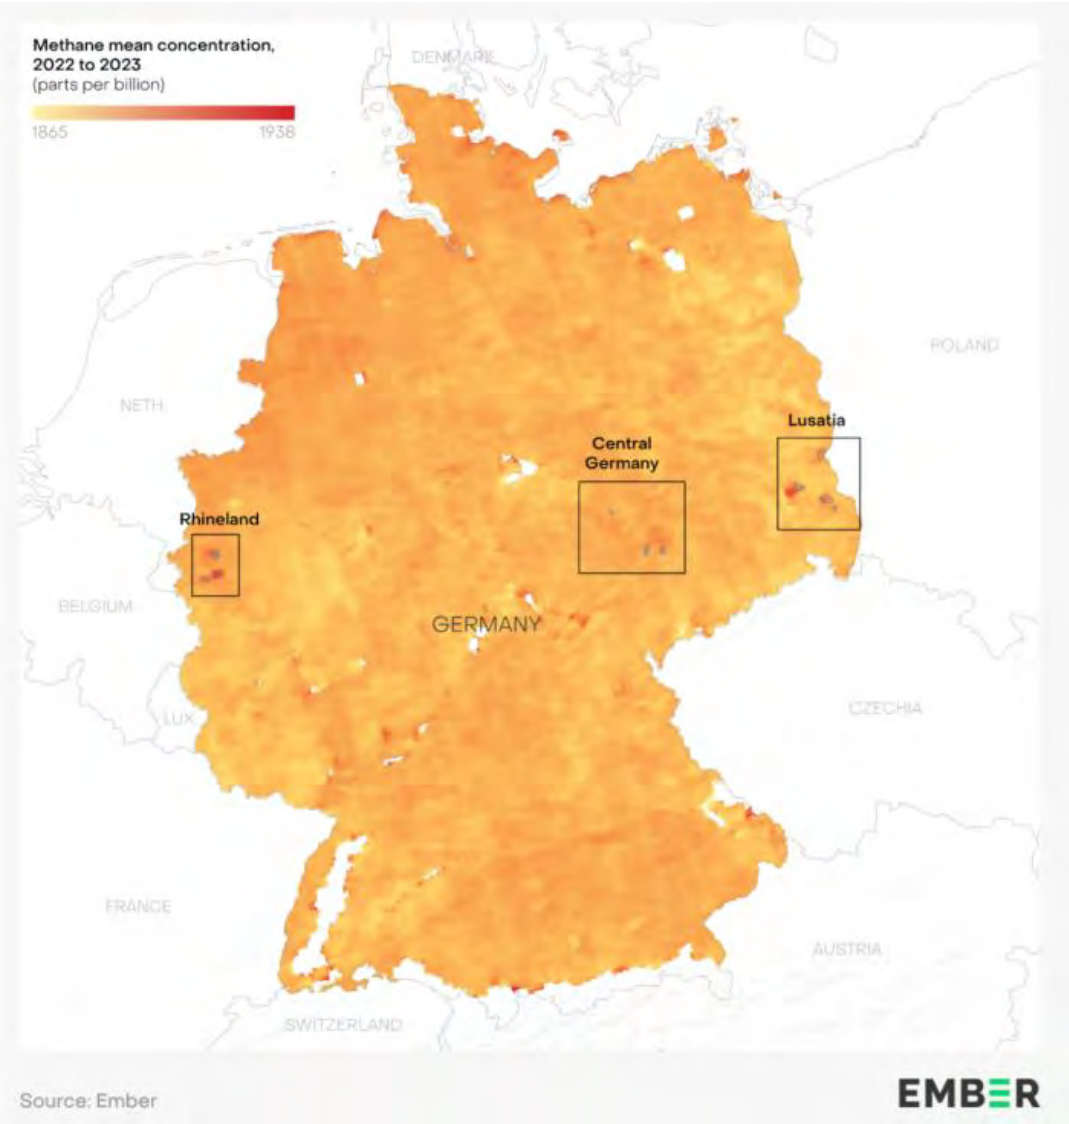 Methane mean concentration,
2022 to 2023
(parts per billion)
1865 1938
DENMARK
POLAND
NETH
Lusatia
Central
Germany
Rhineland
BELGIUM
GERMANY
LUX
CZECHIA
FRANCE
AUSTRIA
SWITZERLAND
Source: Ember
EMBER